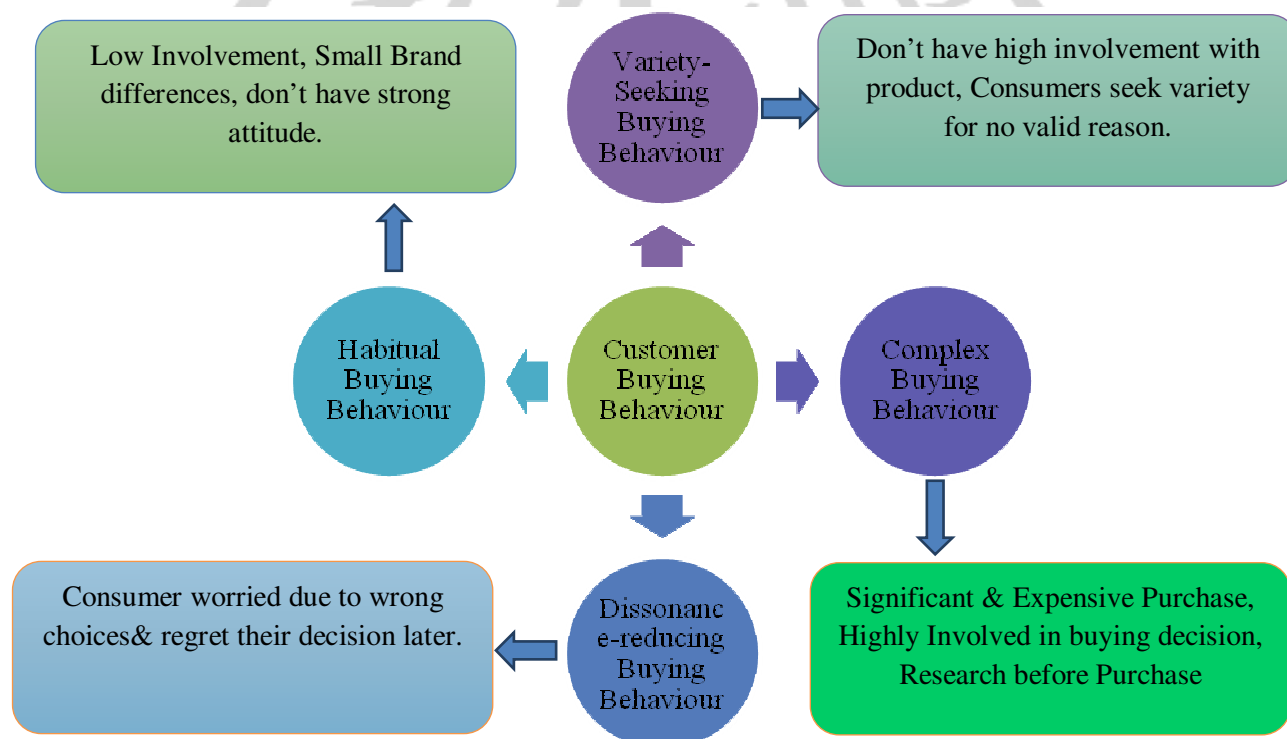 Low Involvement, Small Brand
differences, don’t have strong
attitude.
Variety-
Seeking
Buying
Behaviour
Don’t have high involvement with
product, Consumers seek variety
for no valid reason.
Habitual
Buying
Behaviour
Customer
Buying
Behaviour
Complex
Buying
Behaviour
Consumer worried due to wrong
choices& regret their decision later.
Dissonanc
e-reducing
Buying
Behaviour
Significant & Expensive Purchase,
Highly Involved in buying decision,
Research before Purchase